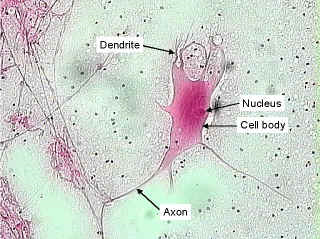 Dendrite
Nucleus
Cell body
Axon